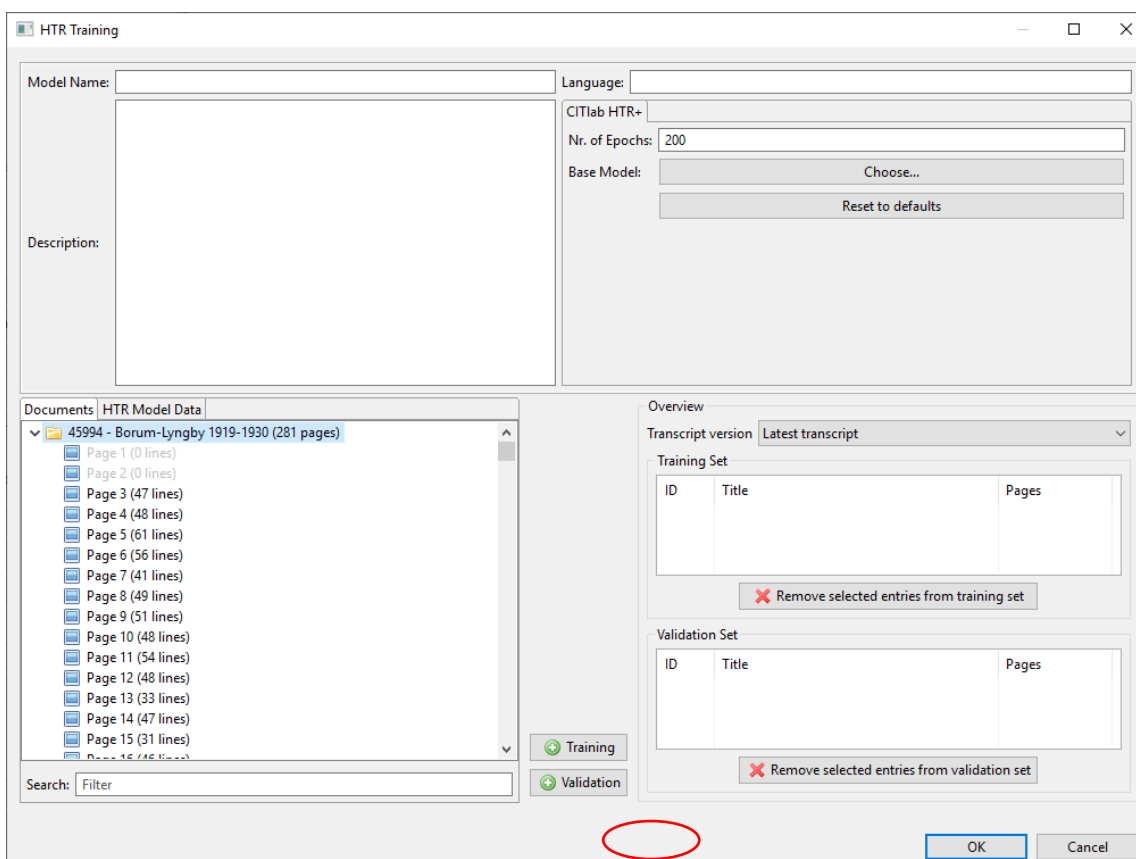 HTR Training
Model Name:
Language:
CITlab HTR+
Nr. of Epochs: 200
Base Model: Choose...
Reset to defaults
Description:
Documents HTR Model Data
45994 - Borum-Lyngby 1919-1930 (281 pages)
Page 1 (0 lines)
Page 2 (0 lines)
Page 3 (47 lines)
Page 4 (48 lines)
Page 5 (61 lines)
Page 6 (56 lines)
Page 7 (41 lines)
Page 8 (49 lines)
Page 9 (51 lines)
Page 10 (48 lines)
Page 11 (54 lines)
Page 12 (48 lines)
Page 13 (33 lines)
Page 14 (47 lines)
Page 15 (31 lines)
Page 16 (46 lines)
Search: Filter
Training
Validation
Overview
Transcript version Latest transcript
Training Set
ID Title Pages
Remove selected entries from training set
Validation Set
ID Title Pages
Remove selected entries from validation set
OK Cancel